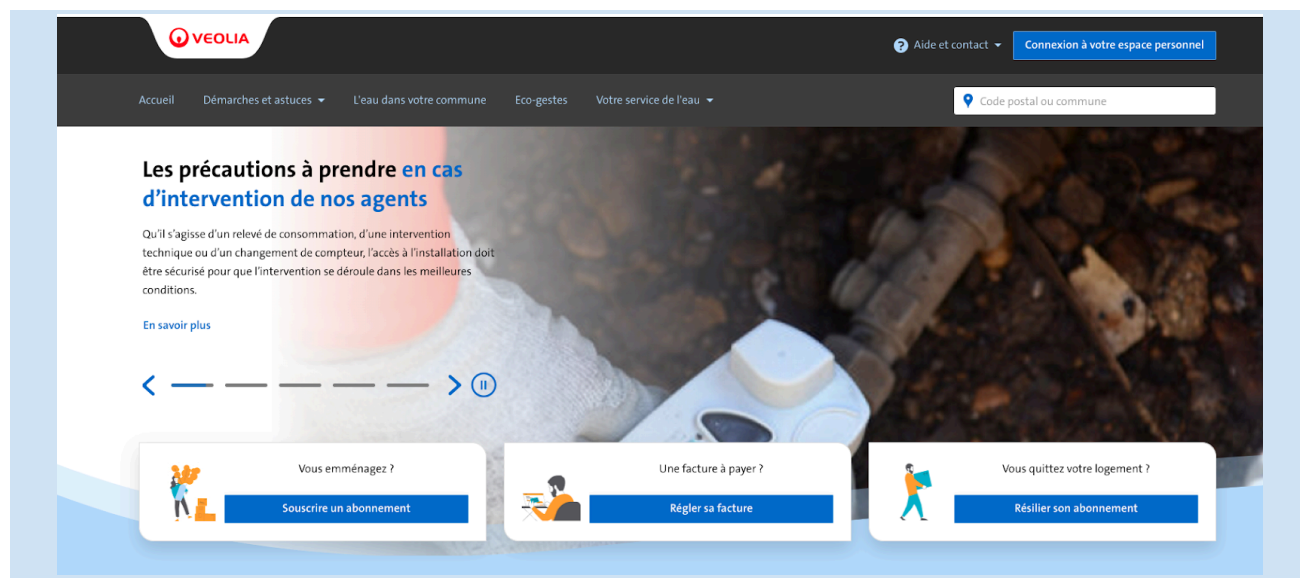 VEOLIA
Aide et contact
Connexion à votre espace personnel
Accueil
Démarches et astuces
L'eau dans votre commune
Eco-gestes
Votre service de l'eau
Code postal ou commune
Les précautions à prendre en cas
d’intervention de nos agents
Qu’il s’agisse d’un relevé de consommation, d’une intervention
technique ou d’un changement de compteur, l’accès à l’installation doit
être sécurisé pour que l’intervention se déroule dans les meilleures
conditions.
En savoir plus
Vous emménagez ?
Souscrire un abonnement
Une facture à payer ?
Régler sa facture
Vous quittez votre logement ?
Résilier son abonnement